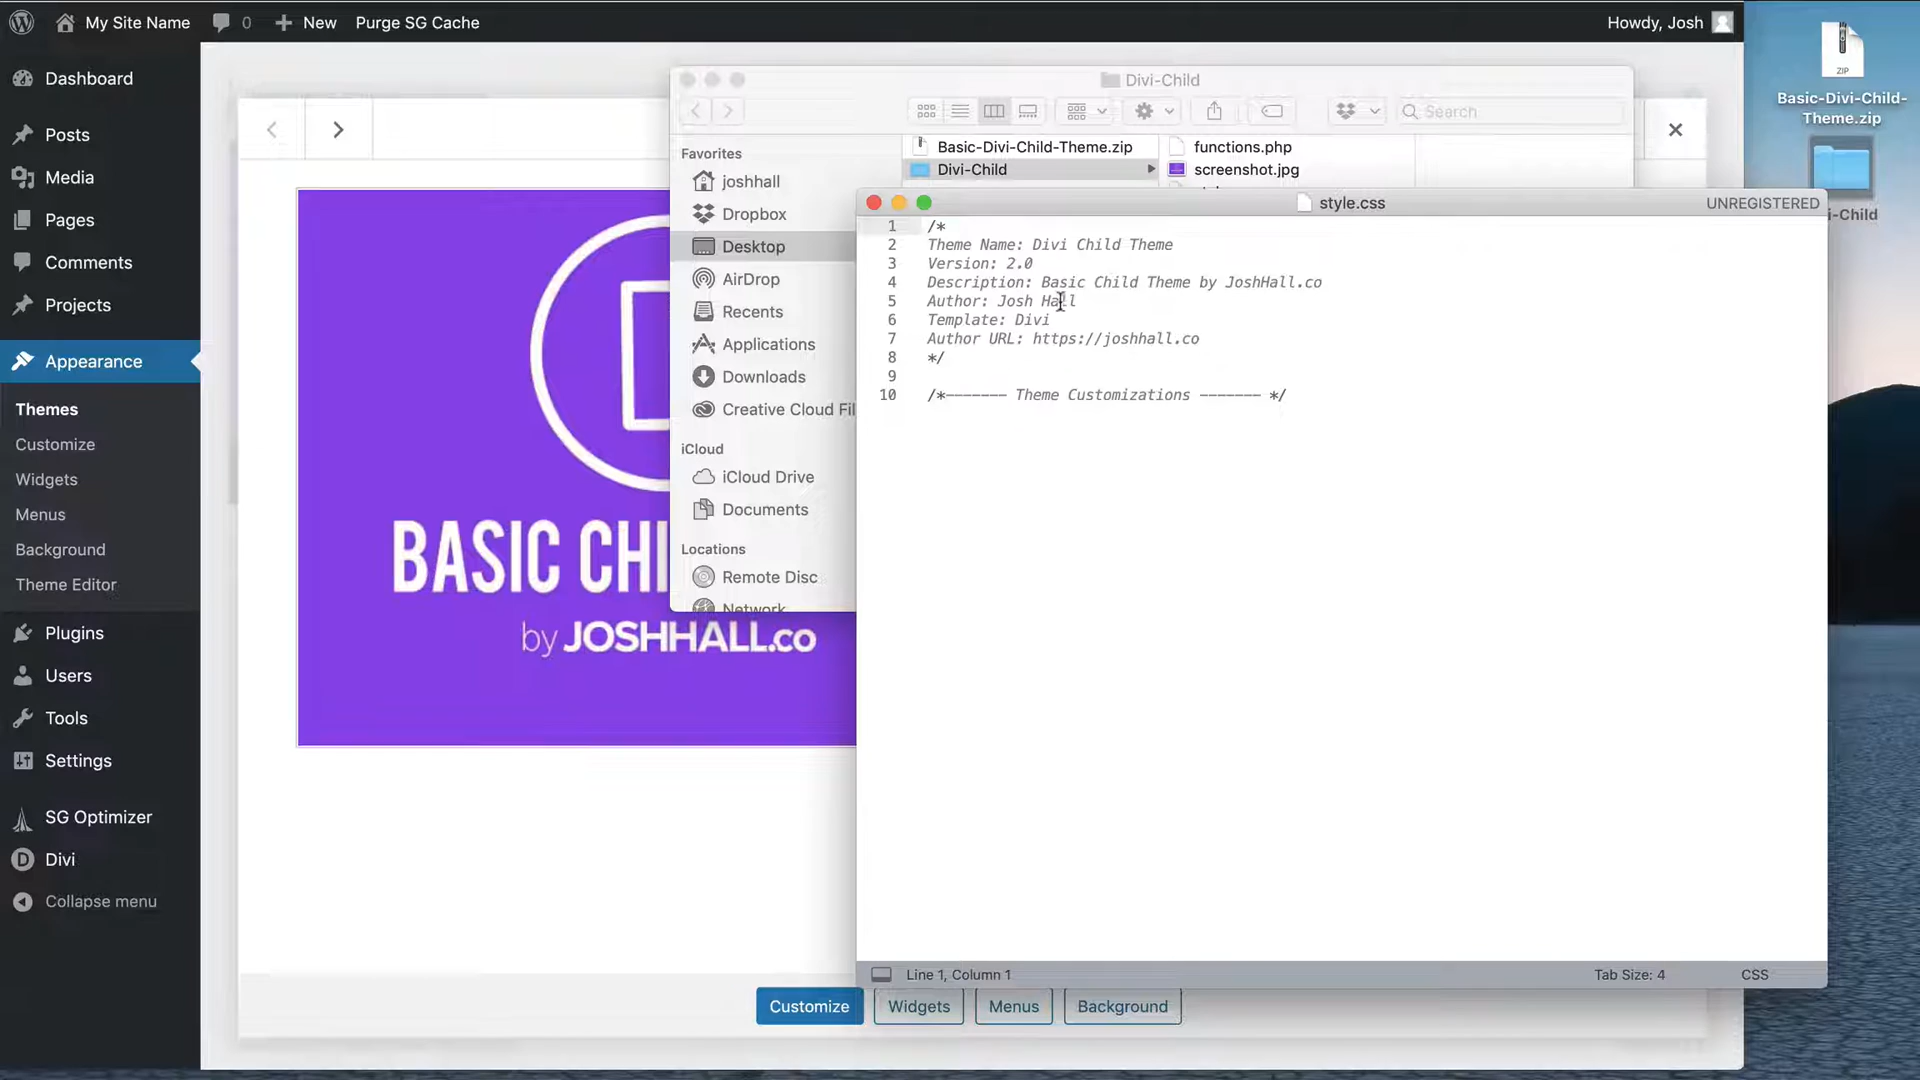 My Site Name
0
New
Purge SG Cache
Howdy, Josh
Dashboard
Posts
Media
Pages
Comments
Projects
Appearance
Themes
Customize
Widgets
Menus
Background
Theme Editor
Plugins
Users
Tools
Settings
SG Optimizer
Divi
Collapse menu
BASIC CHI
by JOSHHALL.co
Divi-Child
Search
Favorites
joshhall
Dropbox
Desktop
AirDrop
Recents
Applications
Downloads
Creative Cloud Fil
iCloud
iCloud Drive
Documents
Locations
Remote Disc
Network
Basic-Divi-Child-Theme.zip
Divi-Child
functions.php
screenshot.jpg
style.css
UNREGISTERED
1 /*
2 Theme Name: Divi Child Theme
3 Version: 2.0
4 Description: Basic Child Theme by JoshHall.co
5 Author: Josh Hall
6 Template: Divi
7 Author URL: https://joshhall.co
8 */
9
10 /*------- Theme Customizations ------- */
Line 1, Column 1
Tab Size: 4
CSS
Customize
Widgets
Menus
Background
ZIP
Basic-Divi-Child-
Theme.zip
i-Child